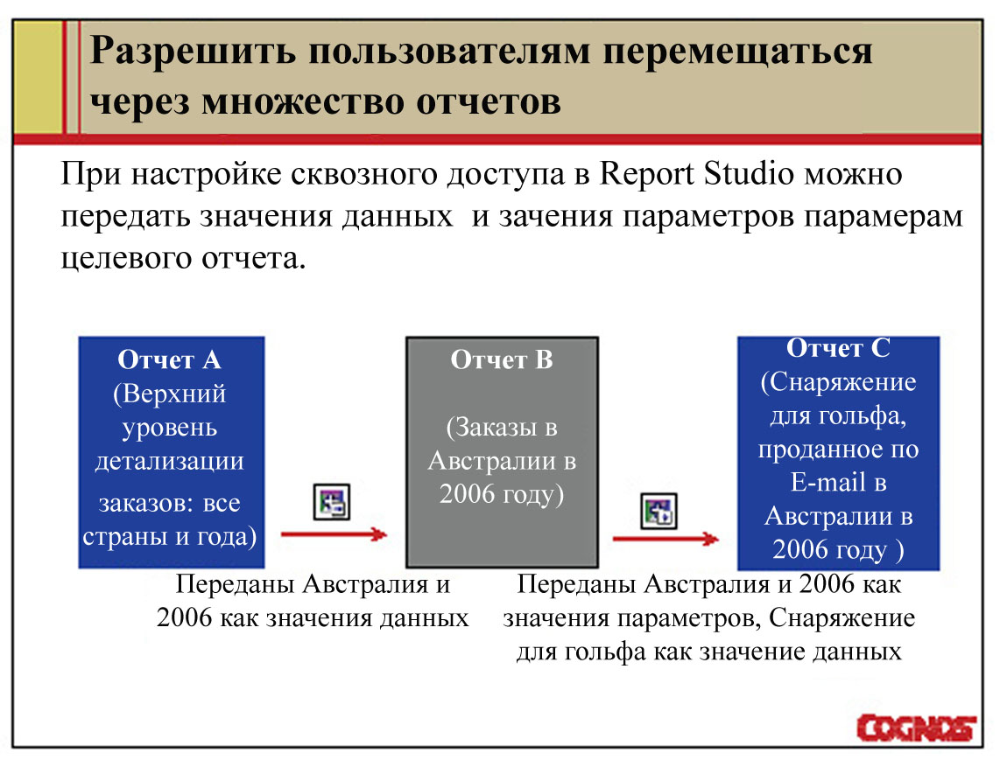 Разрешить пользователям перемещаться
через множество отчетов
При настройке сквозного доступа в Report Studio можно
передать значения данных и зачения параметров парамерам
целевого отчета.
Отчет А
(Верхний
уровень
детализации
заказов: все
страны и года)
Отчет В
(Заказы в
Австралии в
2006 году)
Отчет С
(Снаряжение
для гольфа,
проданное по
E-mail в
Австралии в
2006 году )
Переданы Австралия и
2006 как значения данных
Переданы Австралия и 2006 как
значения параметров, Снаряжение
для гольфа как значение данных
COGNOS